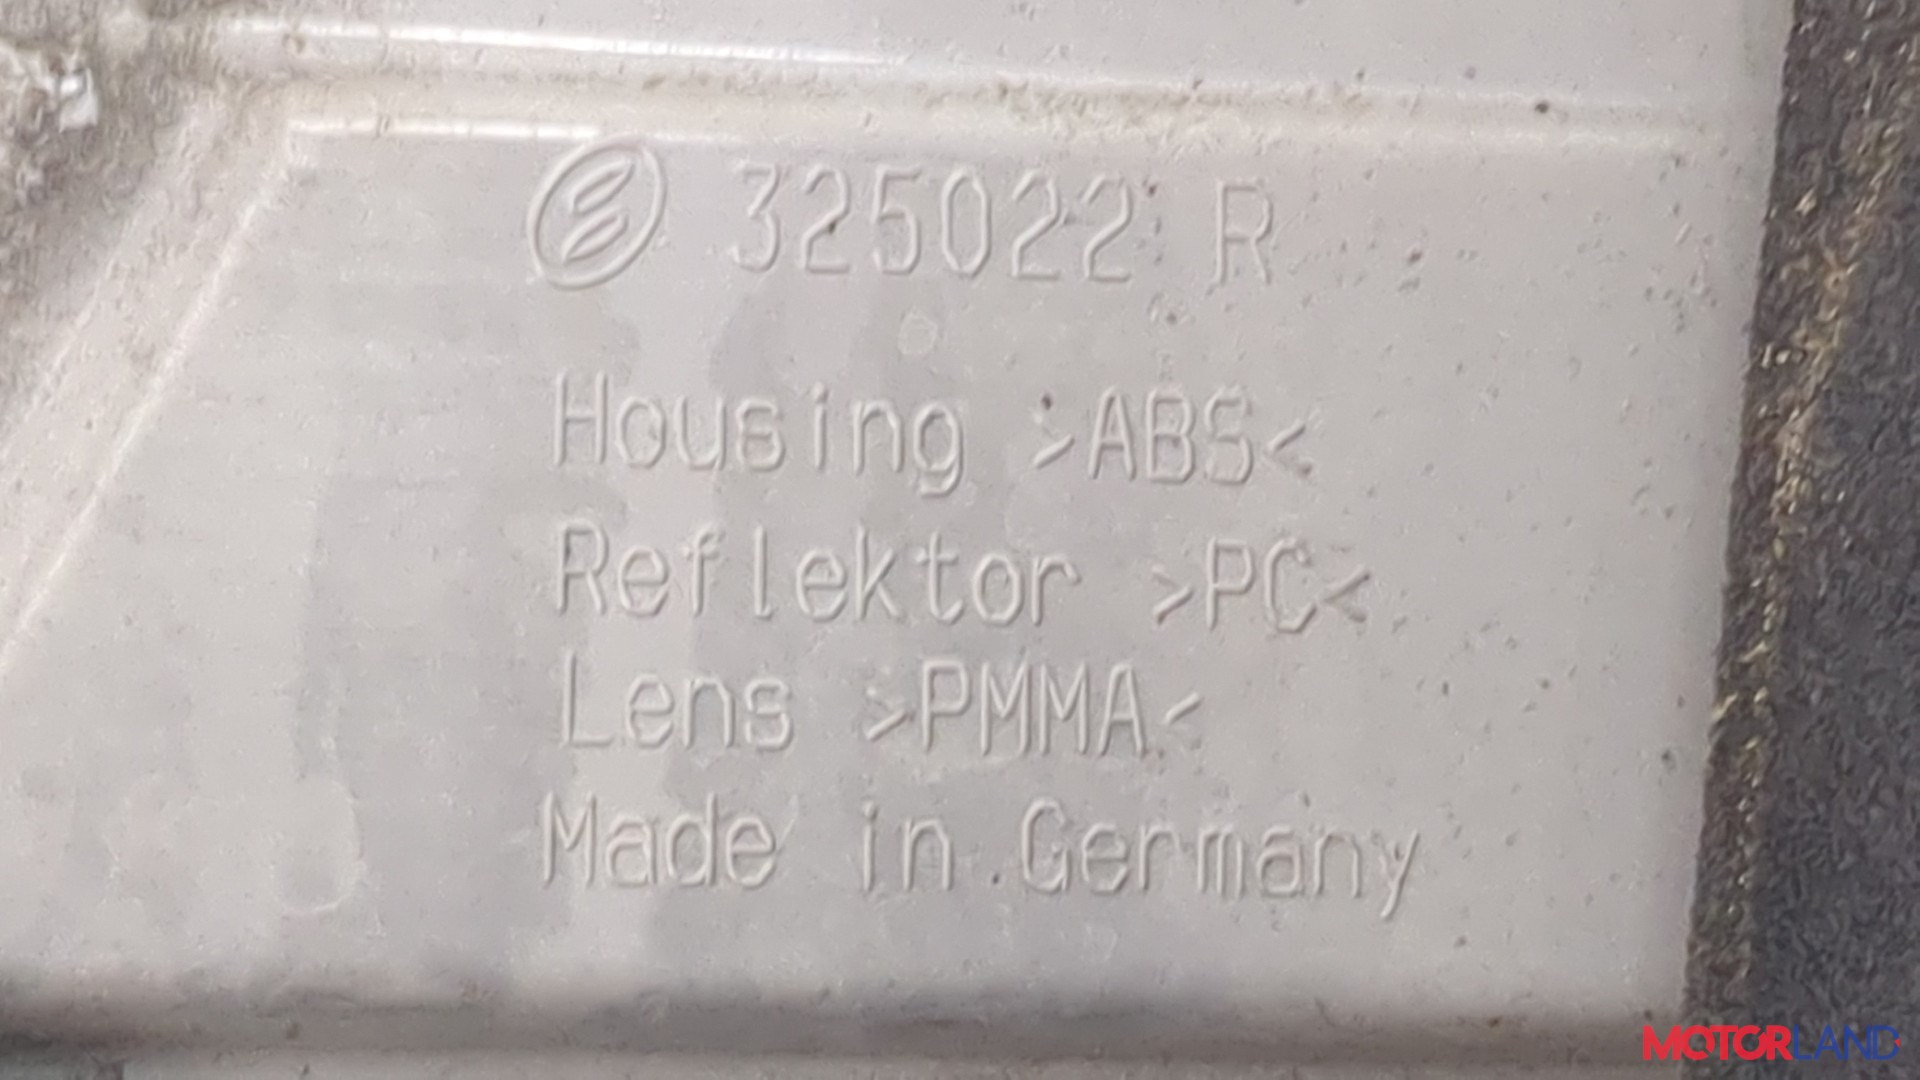 325022 R
Housing >ABS<
Reflektor >PC<
Lens >PMMA<
Made in Germany
MOTORLAND